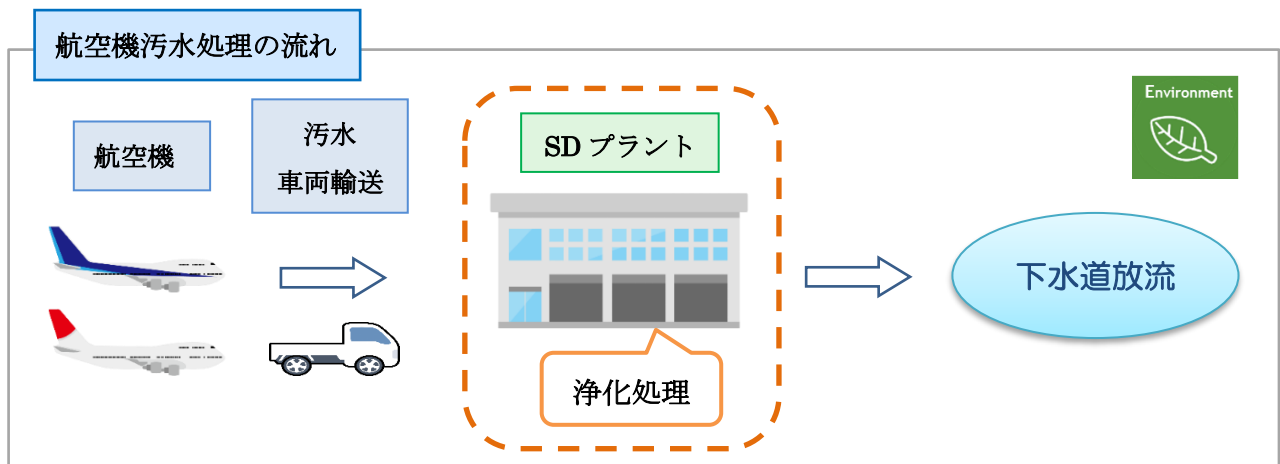 航空機汚水処理の流れ
航空機
汚水
車両輸送
SD プラント
浄化処理
Environment
下水道放流